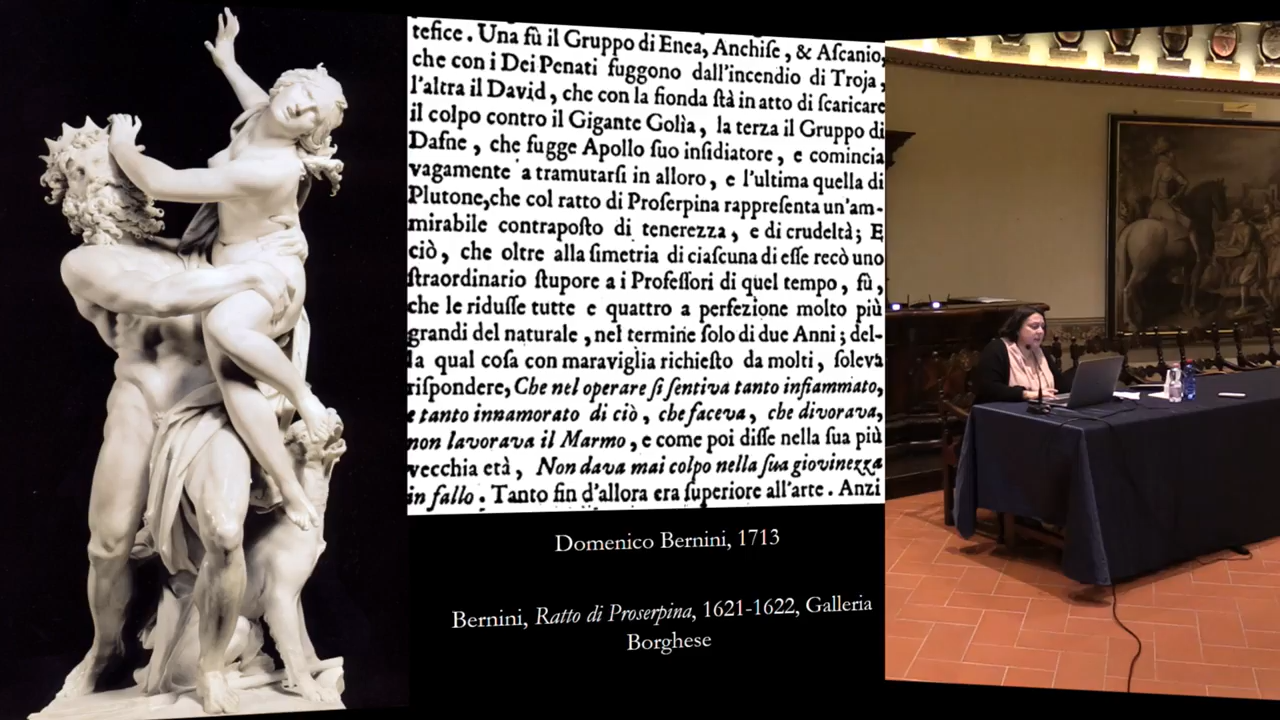 tefice. Una fù il Gruppo di Enea, Anchiſe, & Aſcanio,
che con i Dei Penati fuggono dall'incendio di Troja,
l'altra il David, che con la fionda ſtà in atto di ſcaricare
il colpo contro il Gigante Golìa, la terza il Gruppo di
Dafne, che fugge Apollo ſuo inſidiatore, e comincia
vagamente a tramutarſi in alloro, e l'ultima quella di
Plutone,che col ratto di Proſerpina rappreſenta un'am-
mirabile contrapoſto di tenerezza, e di crudeltà; E
ciò, che oltre alla ſimetria di ciaſcuna di eſſe recò uno
ſtraordinario ſtupore a i Profeſſori di quel tempo, fù,
che le riduſſe tutte e quattro a perfezione molto più
grandi del naturale, nel termine ſolo di due Anni; del-
la qual coſa con maraviglia richieſto da molti, ſoleva
riſpondere, Che nel operare ſi ſentiva tanto infiammato,
e tanto innamorato di ciò, che faceva, che divorava,
non lavorava il Marmo, e come poi diſſe nella ſua più
vecchia età, Non dava mai colpo nella ſua giovinezza
in fallo. Tanto fin d'allora era ſuperiore all'arte. Anzi
Domenico Bernini, 1713
Bernini, Ratto di Proserpina, 1621-1622, Galleria
Borghese